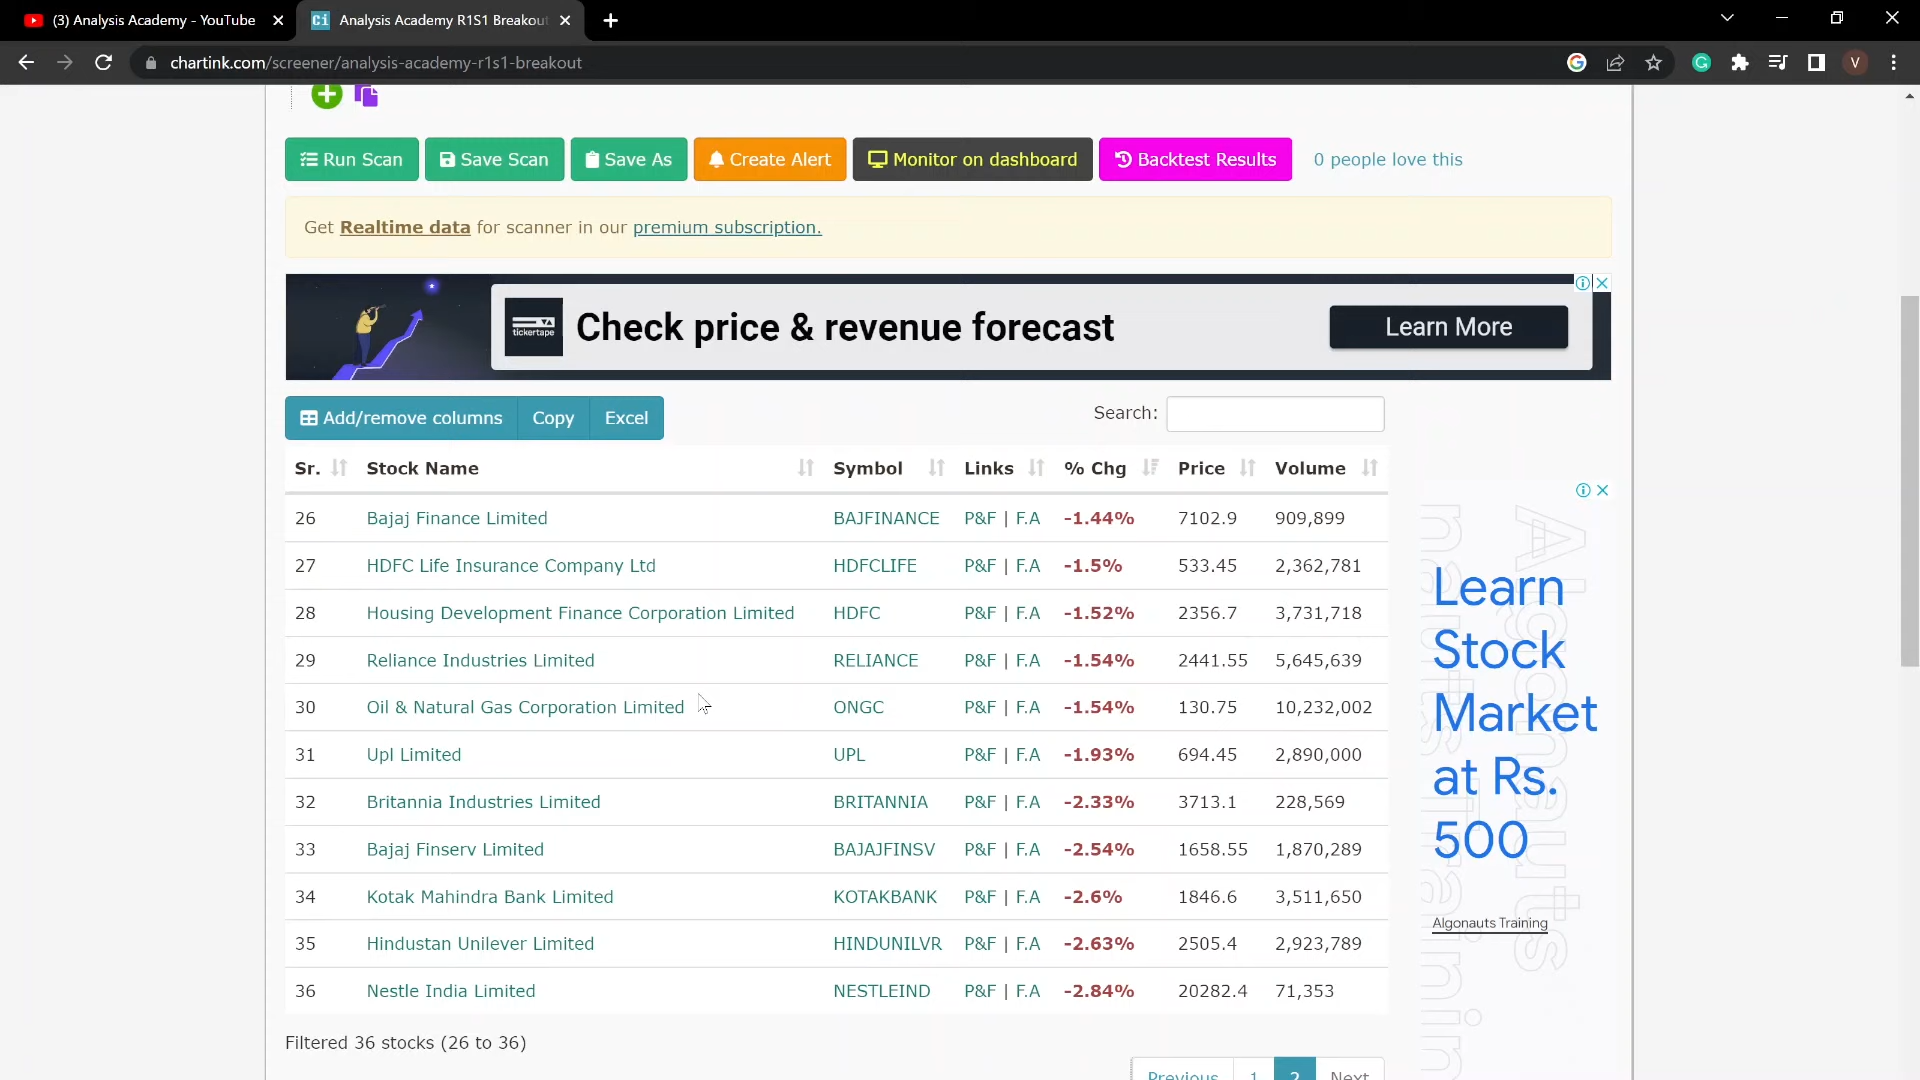 (3) Analysis Academy - YouTube
Ci Analysis Academy R1S1 Breakou
chartink.com/screener/analysis-academy-r1s1-breakout
G
V
Run Scan Save Scan Save As Create Alert Monitor on dashboard Backtest Results 0 people love this
Get Realtime data for scanner in our premium subscription.
tickertape
Check price & revenue forecast
Learn More
Add/remove columns Copy Excel
Search:
Sr. Stock Name Symbol Links % Chg Price Volume
26 Bajaj Finance Limited BAJFINANCE P&F | F.A -1.44% 7102.9 909,899
27 HDFC Life Insurance Company Ltd HDFCLIFE P&F | F.A -1.5% 533.45 2,362,781
28 Housing Development Finance Corporation Limited HDFC P&F | F.A -1.52% 2356.7 3,731,718
29 Reliance Industries Limited RELIANCE P&F | F.A -1.54% 2441.55 5,645,639
30 Oil & Natural Gas Corporation Limited ONGC P&F | F.A -1.54% 130.75 10,232,002
31 Upl Limited UPL P&F | F.A -1.93% 694.45 2,890,000
32 Britannia Industries Limited BRITANNIA P&F | F.A -2.33% 3713.1 228,569
33 Bajaj Finserv Limited BAJAJFINSV P&F | F.A -2.54% 1658.55 1,870,289
34 Kotak Mahindra Bank Limited KOTAKBANK P&F | F.A -2.6% 1846.6 3,511,650
35 Hindustan Unilever Limited HINDUNILVR P&F | F.A -2.63% 2505.4 2,923,789
36 Nestle India Limited NESTLEIND P&F | F.A -2.84% 20282.4 71,353
Filtered 36 stocks (26 to 36)
Previous 1 2 Next
Learn
Stock
Market
at Rs.
500
Algonauts Training